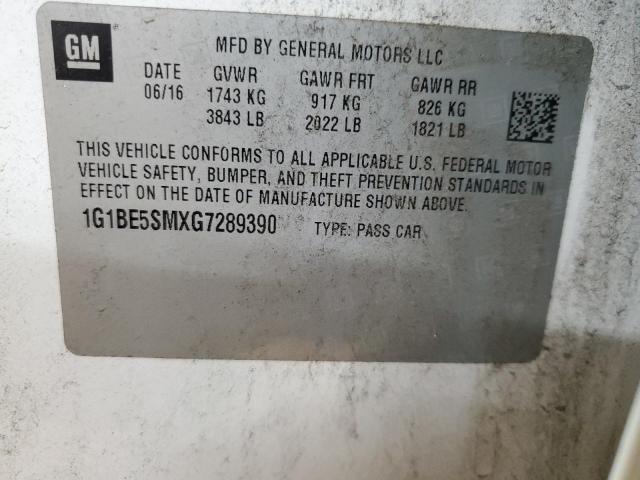 GM
MFD BY GENERAL MOTORS LLC
DATE GVWR GAWR FRT GAWR RR
06/16 1743 KG 917 KG 826 KG
3843 LB 2022 LB 1821 LB
THIS VEHICLE CONFORMS TO ALL APPLICABLE U.S. FEDERAL MOTOR
VEHICLE SAFETY, BUMPER, AND THEFT PREVENTION STANDARDS IN
EFFECT ON THE DATE OF MANUFACTURE SHOWN ABOVE.
1G1BE5SMXG7289390 TYPE: PASS CAR